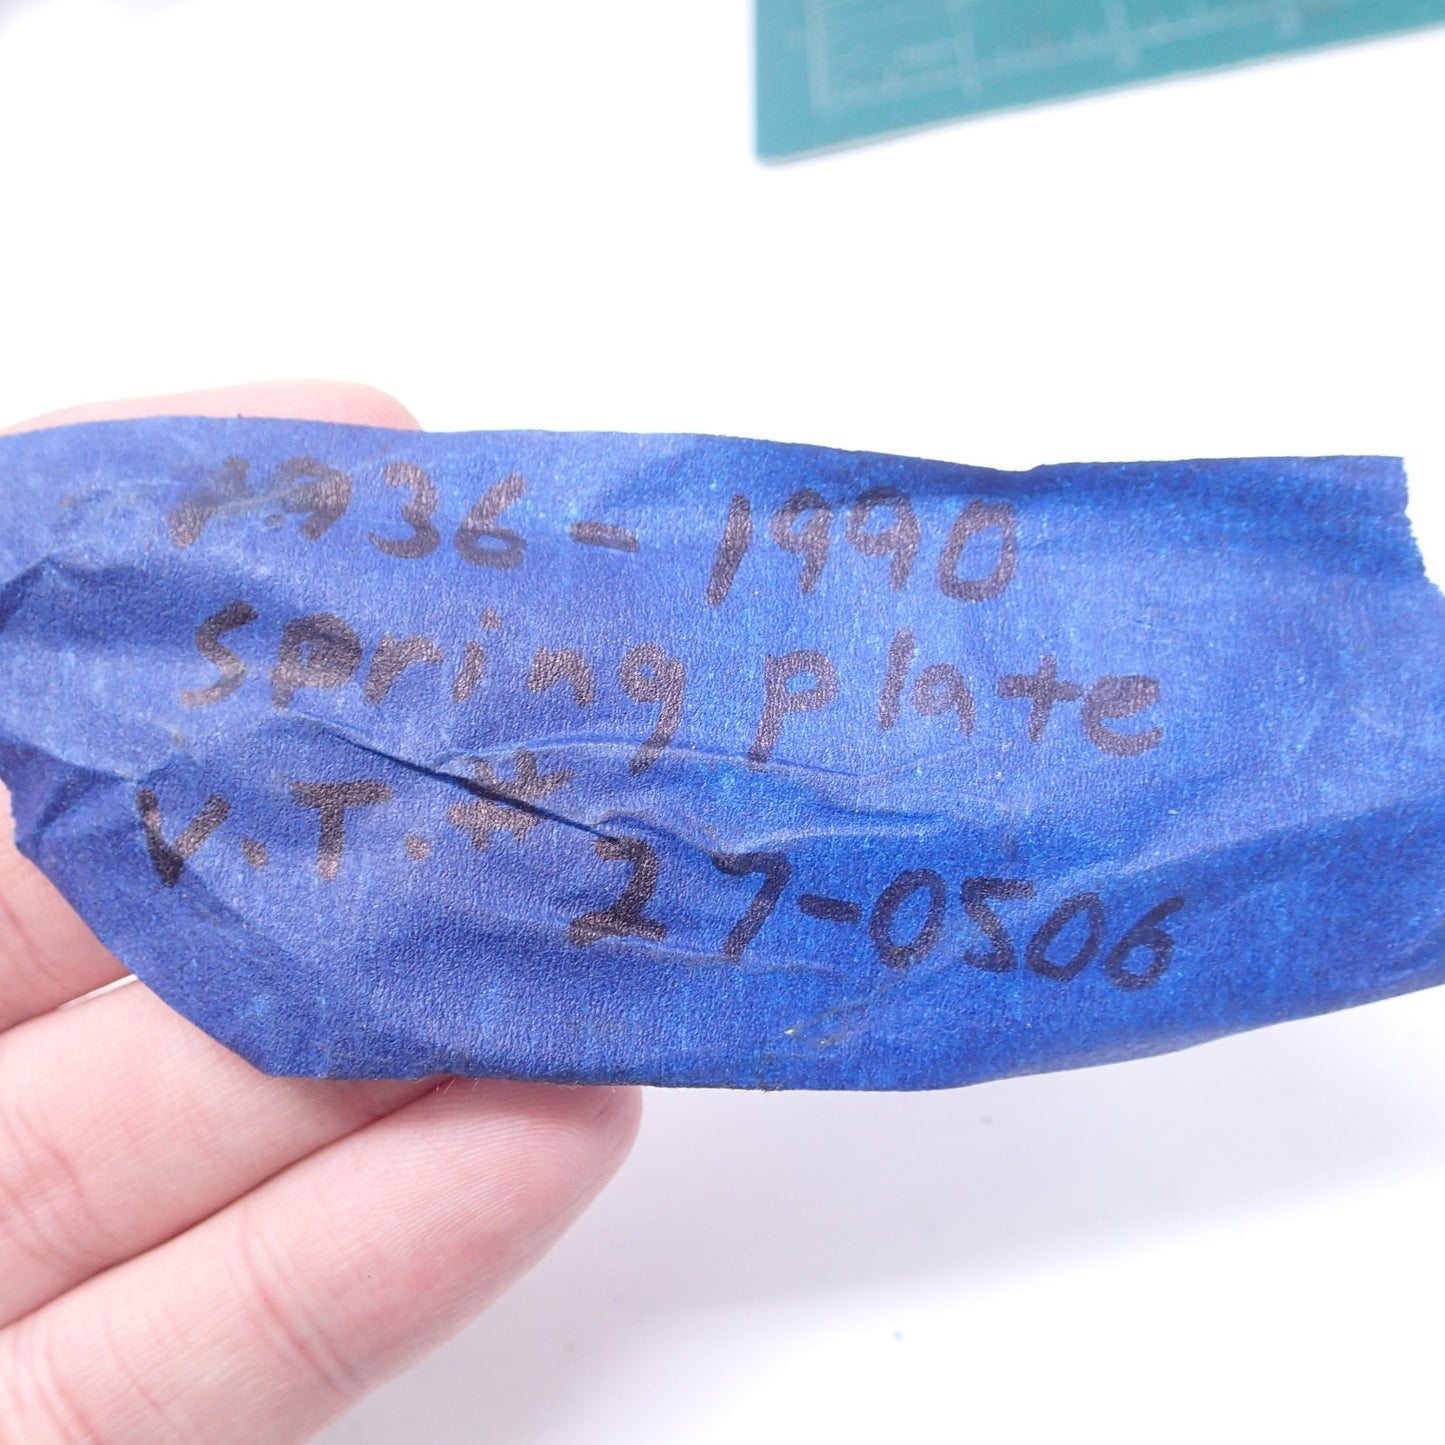 1936-1990
spring plate
V.T.# 27-0506